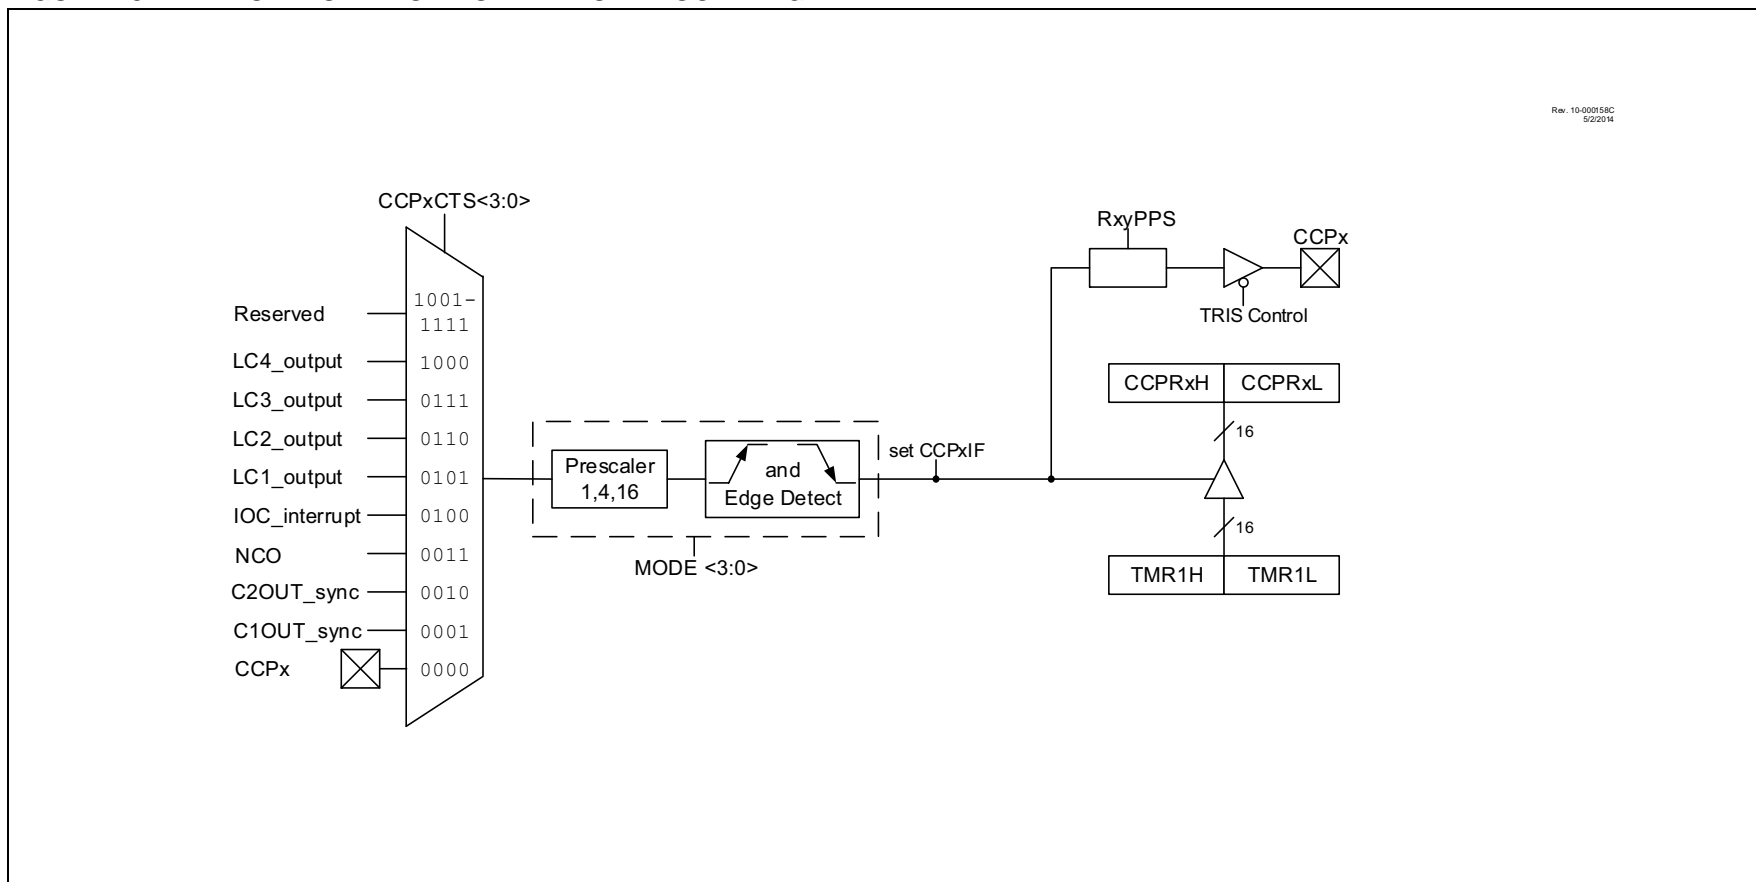 Rev. 10-000158C
5/2/2014
CCPxCTS<3:0>
RxyPPS
CCPx
TRIS Control
Reserved
1001-
1111
LC4_output 1000
LC3_output 0111
LC2_output 0110
LC1_output 0101
IOC_interrupt 0100
NCO 0011
C2OUT_sync 0010
C1OUT_sync 0001
CCPx 0000
Prescaler
1,4,16
and
Edge Detect
MODE <3:0>
set CCPxIF
CCPRxH CCPRxL
16
16
TMR1H TMR1L